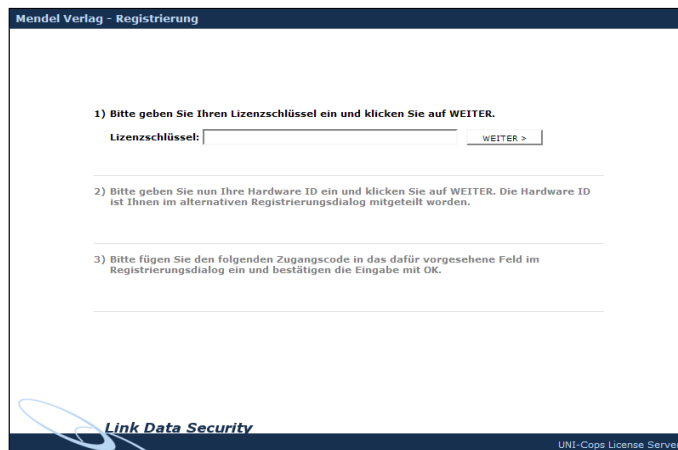 Mendel Verlag - Registrierung
1) Bitte geben Sie Ihren Lizenzschlüssel ein und klicken Sie auf WEITER.
Lizenzschlüssel: WEITER >
2) Bitte geben Sie nun Ihre Hardware ID ein und klicken Sie auf WEITER. Die Hardware ID
ist Ihnen im alternativen Registrierungsdialog mitgeteilt worden.
3) Bitte fügen Sie den folgenden Zugangscode in das dafür vorgesehene Feld im
Registrierungsdialog ein und bestätigen die Eingabe mit OK.
Link Data Security
UNI-Cops License Server